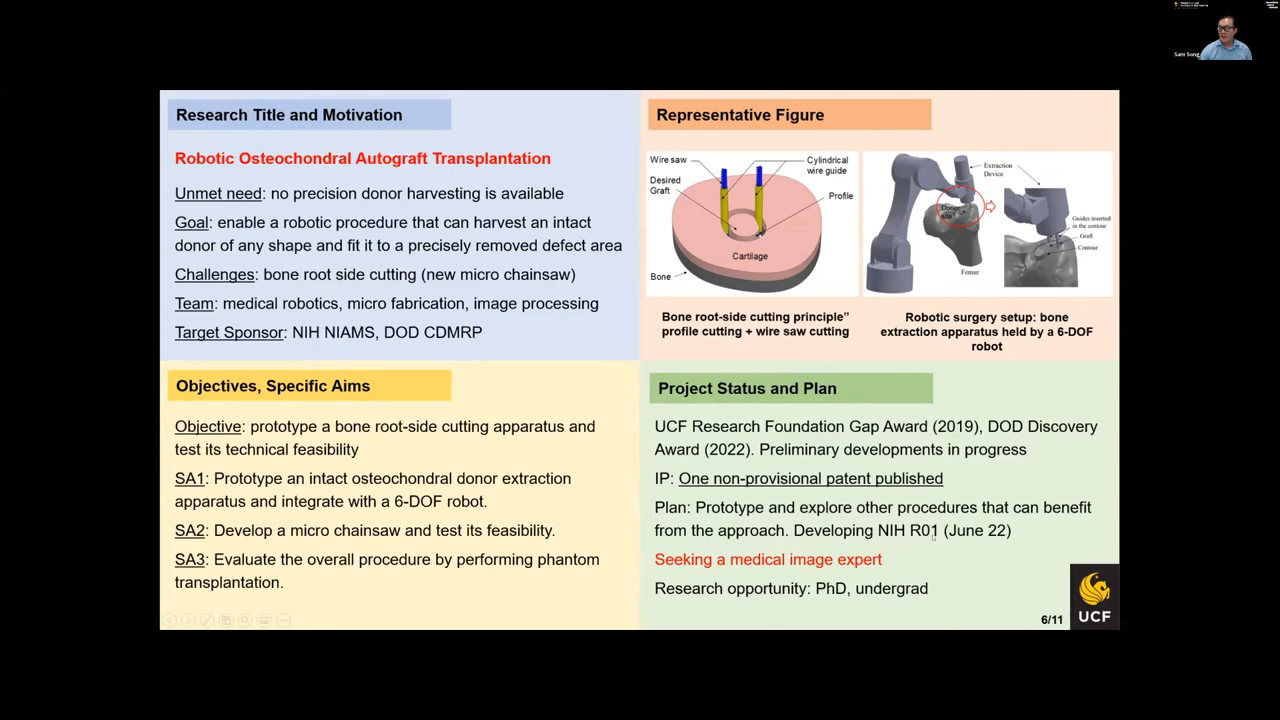 Sam Song
Research Title and Motivation
Robotic Osteochondral Autograft Transplantation
Unmet need: no precision donor harvesting is available
Goal: enable a robotic procedure that can harvest an intact
donor of any shape and fit it to a precisely removed defect area
Challenges: bone root side cutting (new micro chainsaw)
Team: medical robotics, micro fabrication, image processing
Target Sponsor: NIH NIAMS, DOD CDMRP
Representative Figure
Wire saw
Desired
Graft
Cylindrical
wire guide
Profile
Cartilage
Bone
Extraction
Device
Donor
site
Femur
Guides inserted
in the contour
Graft
Contour
Bone root-side cutting principle”
profile cutting + wire saw cutting
Robotic surgery setup: bone
extraction apparatus held by a 6-DOF
robot
Objectives, Specific Aims
Objective: prototype a bone root-side cutting apparatus and
test its technical feasibility
SA1: Prototype an intact osteochondral donor extraction
apparatus and integrate with a 6-DOF robot.
SA2: Develop a micro chainsaw and test its feasibility.
SA3: Evaluate the overall procedure by performing phantom
transplantation.
Project Status and Plan
UCF Research Foundation Gap Award (2019), DOD Discovery
Award (2022). Preliminary developments in progress
IP: One non-provisional patent published
Plan: Prototype and explore other procedures that can benefit
from the approach. Developing NIH R01 (June 22)
Seeking a medical image expert
Research opportunity: PhD, undergrad
6/11
UCF